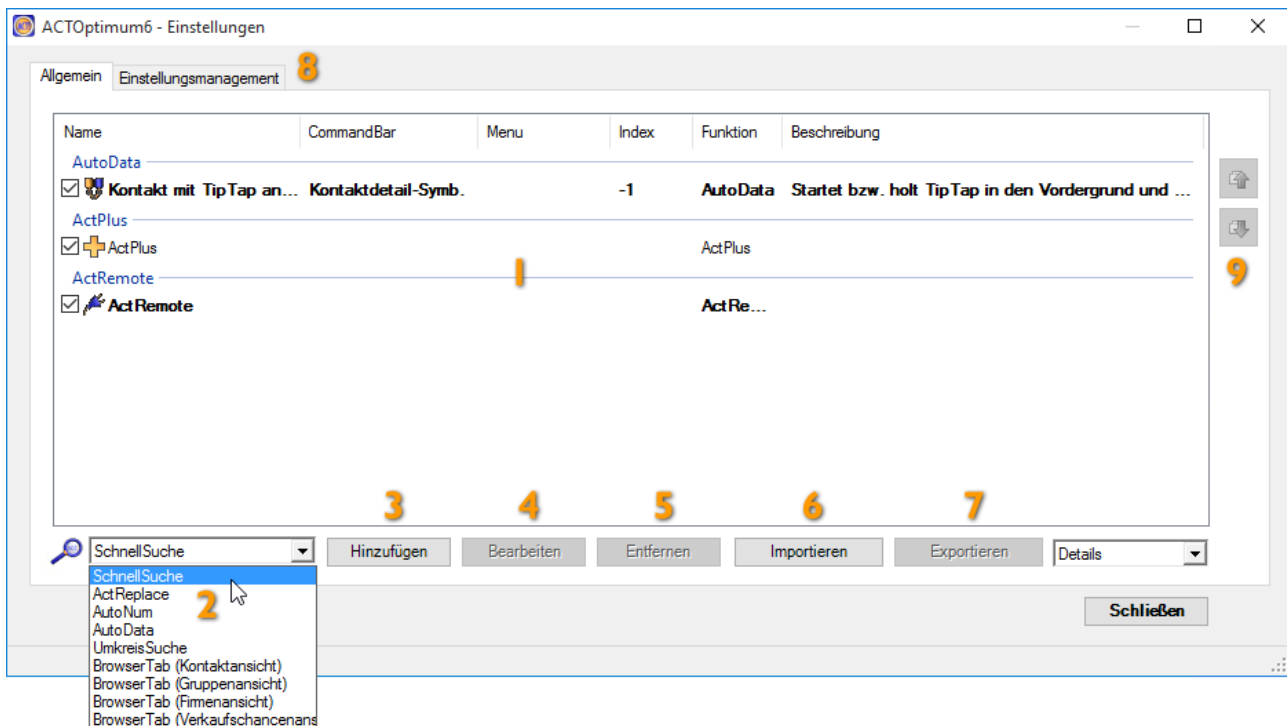 ACTOptimum6 - Einstellungen
Allgemein Einstellungsmanagement 8
Name CommandBar Menu Index Funktion Beschreibung
AutoData
Kontakt mit TipTap an... Kontaktdetail-Symb. -1 AutoData Startet bzw. holt TipTap in den Vordergrund und ...
ActPlus
ActPlus ActPlus
1
9
ActRemote
ActRemote ActRe...
3 4 5 6 7
SchnellSuche Hinzufügen Bearbeiten Entfernen Importieren Exportieren Details
SchnellSuche
ActReplace
2
AutoNum
AutoData
UmkreisSuche
BrowserTab (Kontaktansicht)
BrowserTab (Gruppenansicht)
BrowserTab (Firmenansicht)
BrowserTab (Verkaufschancenans
Schließen